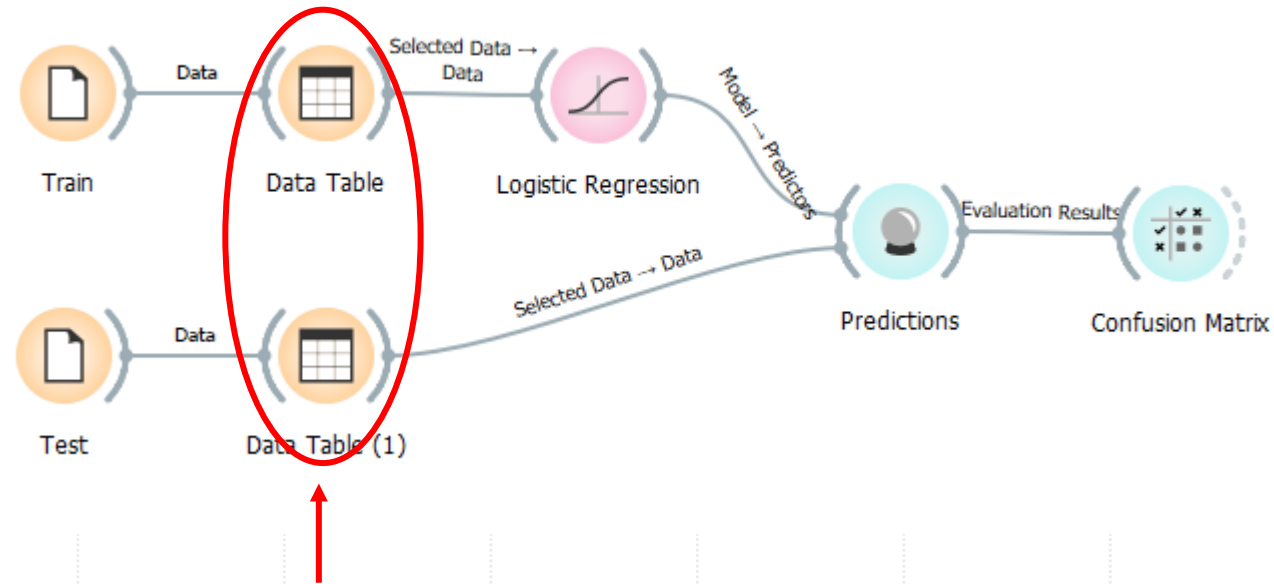 Data
Selected Data →
Data
Model → Predictors
Train
Data Table
Logistic Regression
Evaluation Results
Selected Data → Data
Predictions
Confusion Matrix
Data
Test
Data Table (1)